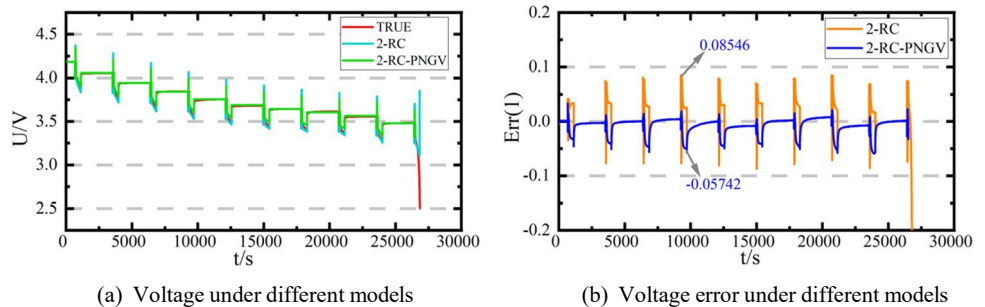 4.5
4.0
3.5
3.0
2.5
U/V
TRUE
2-RC
2-RC-PNGV
0 5000 10000 15000 20000 25000 30000
t/s
(a) Voltage under different models
0.2
0.1
0.0
-0.1
-0.2
Err(1)
2-RC
2-RC-PNGV
0.08546
-0.05742
0 5000 10000 15000 20000 25000 30000
t/s
(b) Voltage error under different models